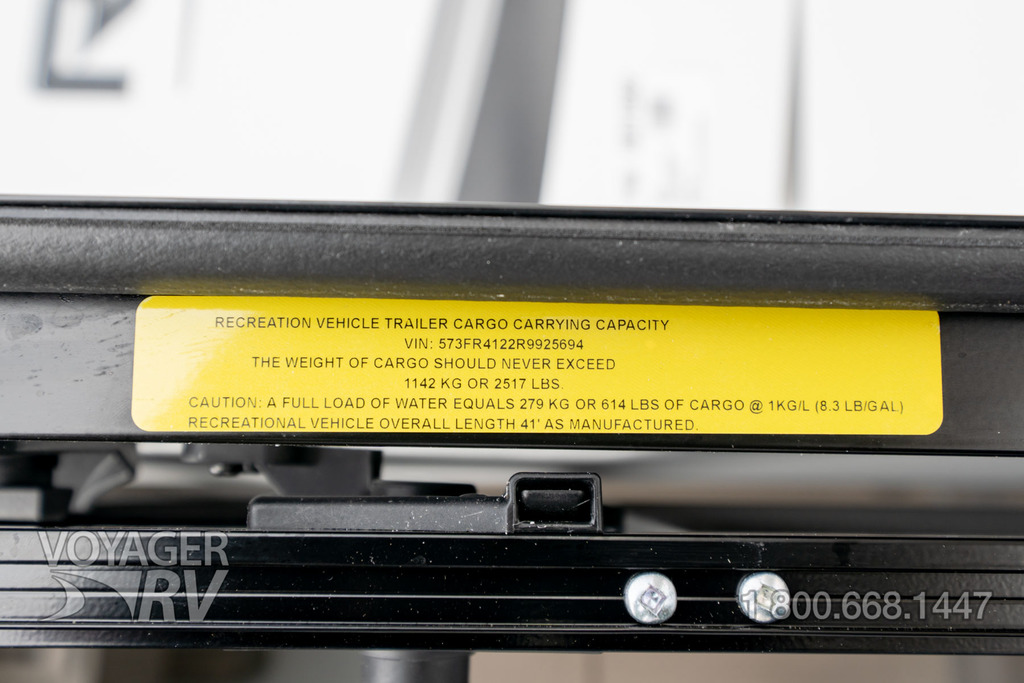 RECREATION VEHICLE TRAILER CARGO CARRYING CAPACITY
VIN: 573FR4122R9925694
THE WEIGHT OF CARGO SHOULD NEVER EXCEED
1142 KG OR 2517 LBS.
CAUTION: A FULL LOAD OF WATER EQUALS 279 KG OR 614 LBS OF CARGO @ 1KG/L (8.3 LB/GAL)
RECREATIONAL VEHICLE OVERALL LENGTH 41' AS MANUFACTURED.
VOYAGER
RV
1.800.668.1447